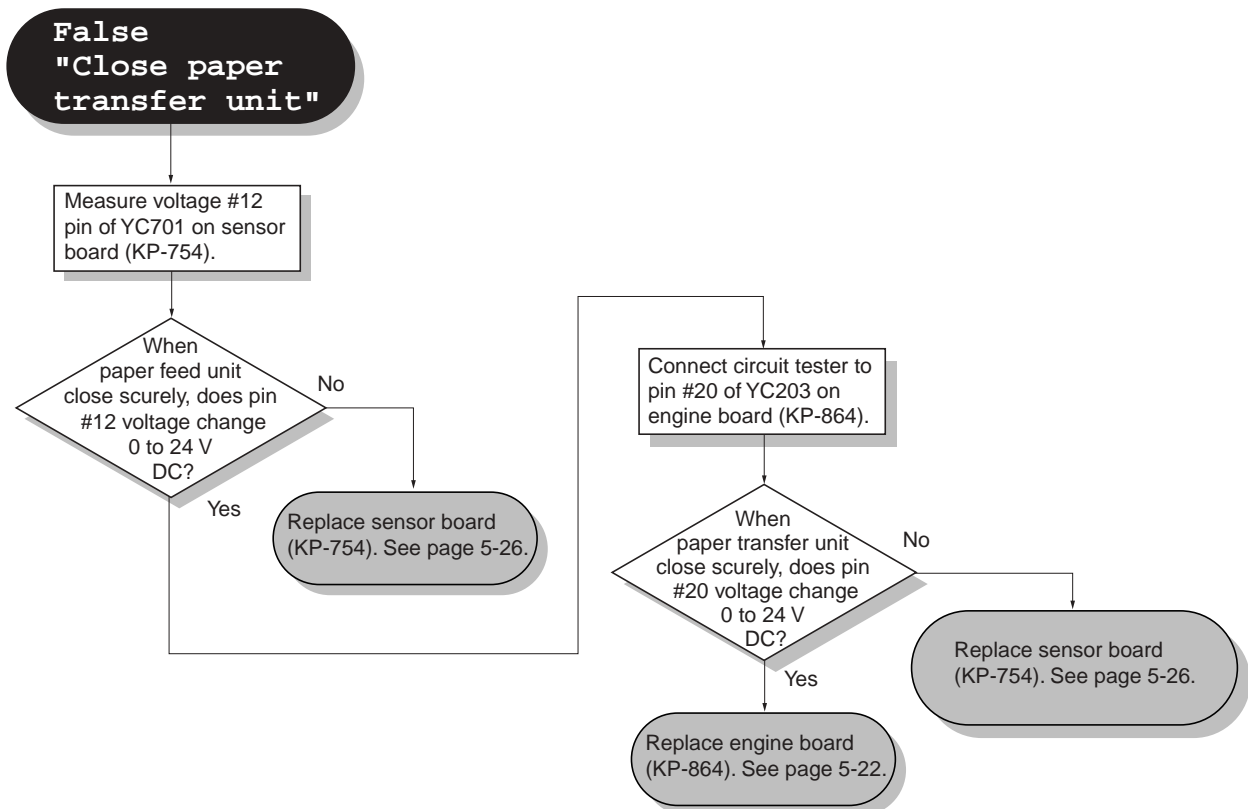 False
"Close paper
transfer unit"
Measure voltage #12
pin of YC701 on sensor
board (KP-754).
When
paper feed unit
close scurely, does pin
#12 voltage change
0 to 24 V
DC?
No
Yes
Replace sensor board
(KP-754). See page 5-26.
Connect circuit tester to
pin #20 of YC203 on
engine board (KP-864).
When
paper transfer unit
close scurely, does pin
#20 voltage change
0 to 24 V
DC?
No
Yes
Replace sensor board
(KP-754). See page 5-26.
Replace engine board
(KP-864). See page 5-22.